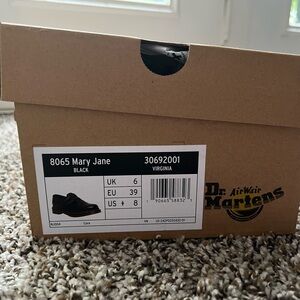 8065 Mary Jane 30692001
BLACK VIRGINIA
UK 6
EU 39
US 8
Dr. AirWair
Martens